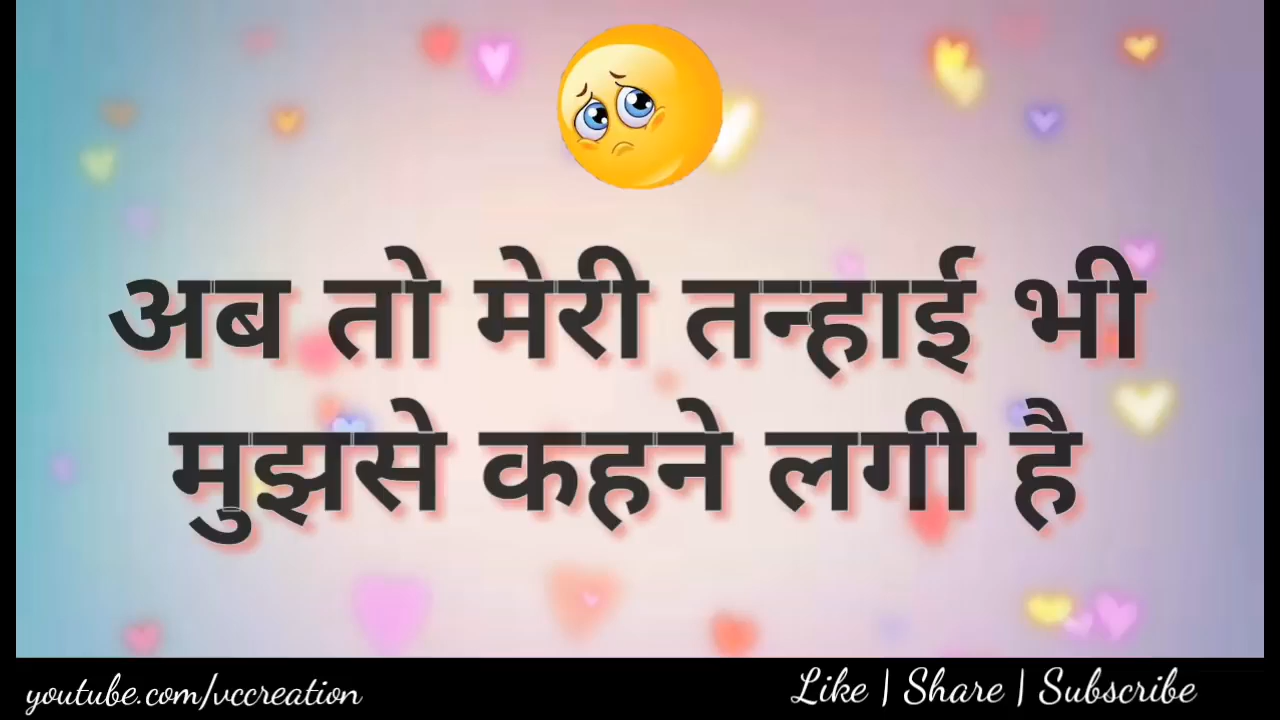 अब तो मेरी तन्हाई भी
मुझसे कहने लगी है
youtube.com/vccreation
Like | Share | Subscribe